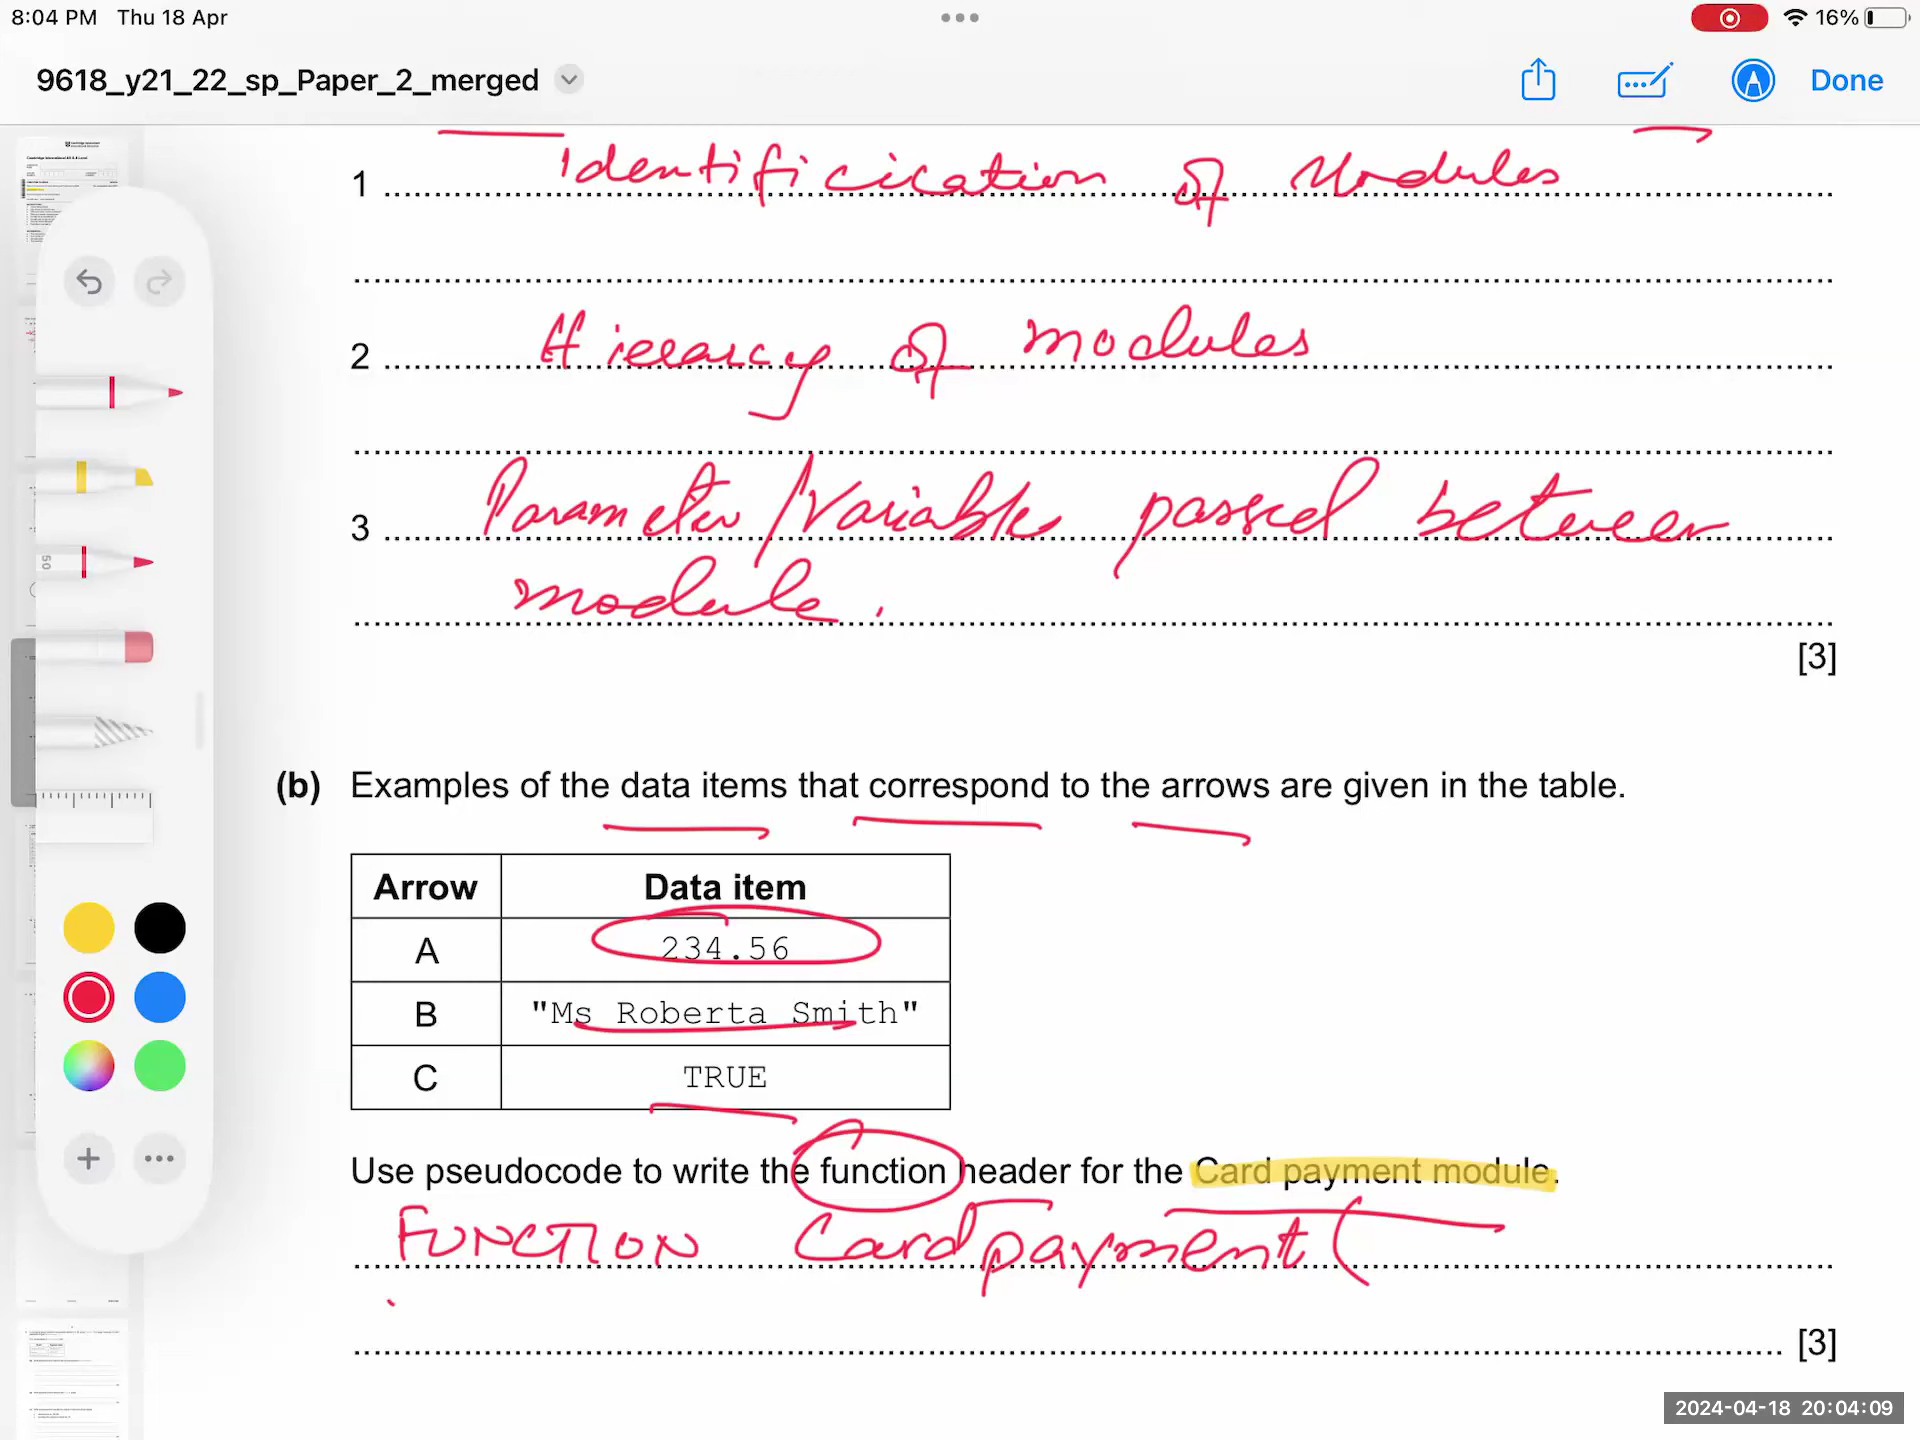 8:04 PM Thu 18 Apr
16%
9618_y21_22_sp_Paper_2_merged
Done
1 Identificication of Modules
2 Hierarcy of modules
3 Parameter/Variables passed between
module.
[3]
50
(b) Examples of the data items that correspond to the arrows are given in the table.
Arrow Data item
A 234.56
B "Ms Roberta Smith"
C TRUE
Use pseudocode to write the function header for the Card payment module.
FUNCTION Cardpayment(
[3]
2024-04-18 20:04:09